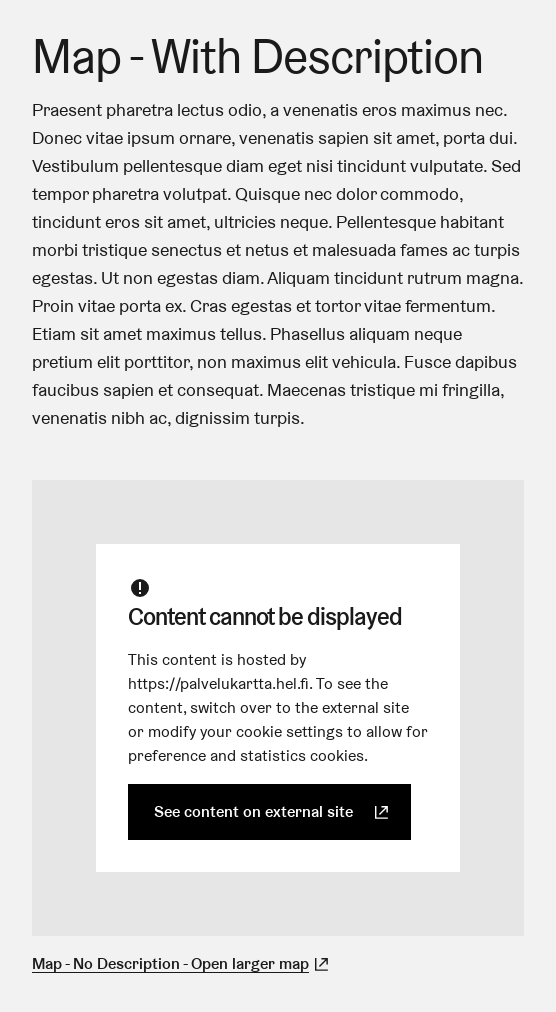 Map - With Description
Praesent pharetra lectus odio, a venenatis eros maximus nec.
Donec vitae ipsum ornare, venenatis sapien sit amet, porta dui.
Vestibulum pellentesque diam eget nisi tincidunt vulputate. Sed
tempor pharetra volutpat. Quisque nec dolor commodo,
tincidunt eros sit amet, ultricies neque. Pellentesque habitant
morbi tristique senectus et netus et malesuada fames ac turpis
egestas. Ut non egestas diam. Aliquam tincidunt rutrum magna.
Proin vitae porta ex. Cras egestas et tortor vitae fermentum.
Etiam sit amet maximus tellus. Phasellus aliquam neque
pretium elit porttitor, non maximus elit vehicula. Fusce dapibus
faucibus sapien et consequat. Maecenas tristique mi fringilla,
venenatis nibh ac, dignissim turpis.
Content cannot be displayed
This content is hosted by
https://palvelukartta.hel.fi. To see the
content, switch over to the external site
or modify your cookie settings to allow for
preference and statistics cookies.
See content on external site
Map - No Description - Open larger map